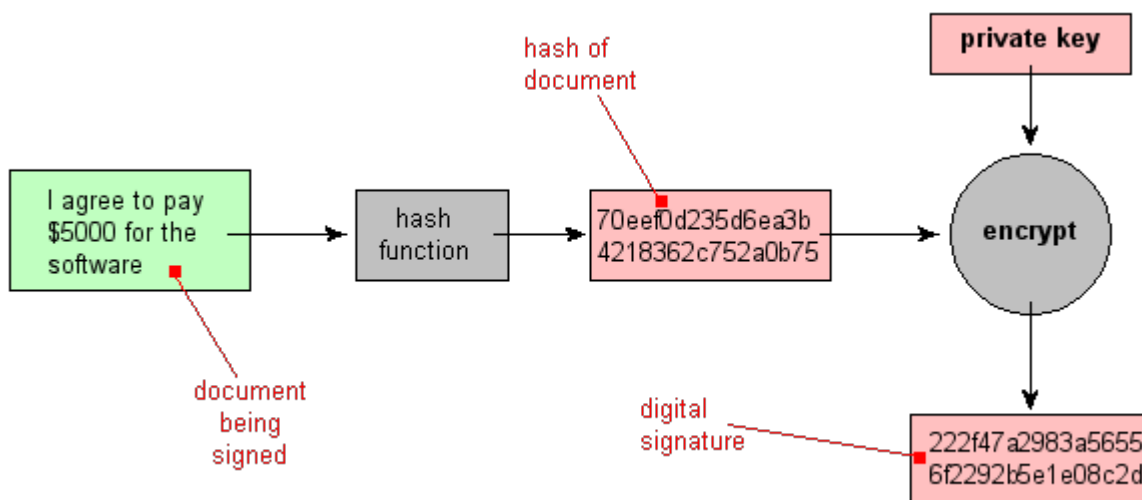 private key
hash of
document
I agree to pay
$5000 for the
software
hash
function
70eef0d235d6ea3b
4218362c752a0b75
encrypt
document
being
signed
digital
signature
222f47a2983a5655
6f2292b5e1e08c2d